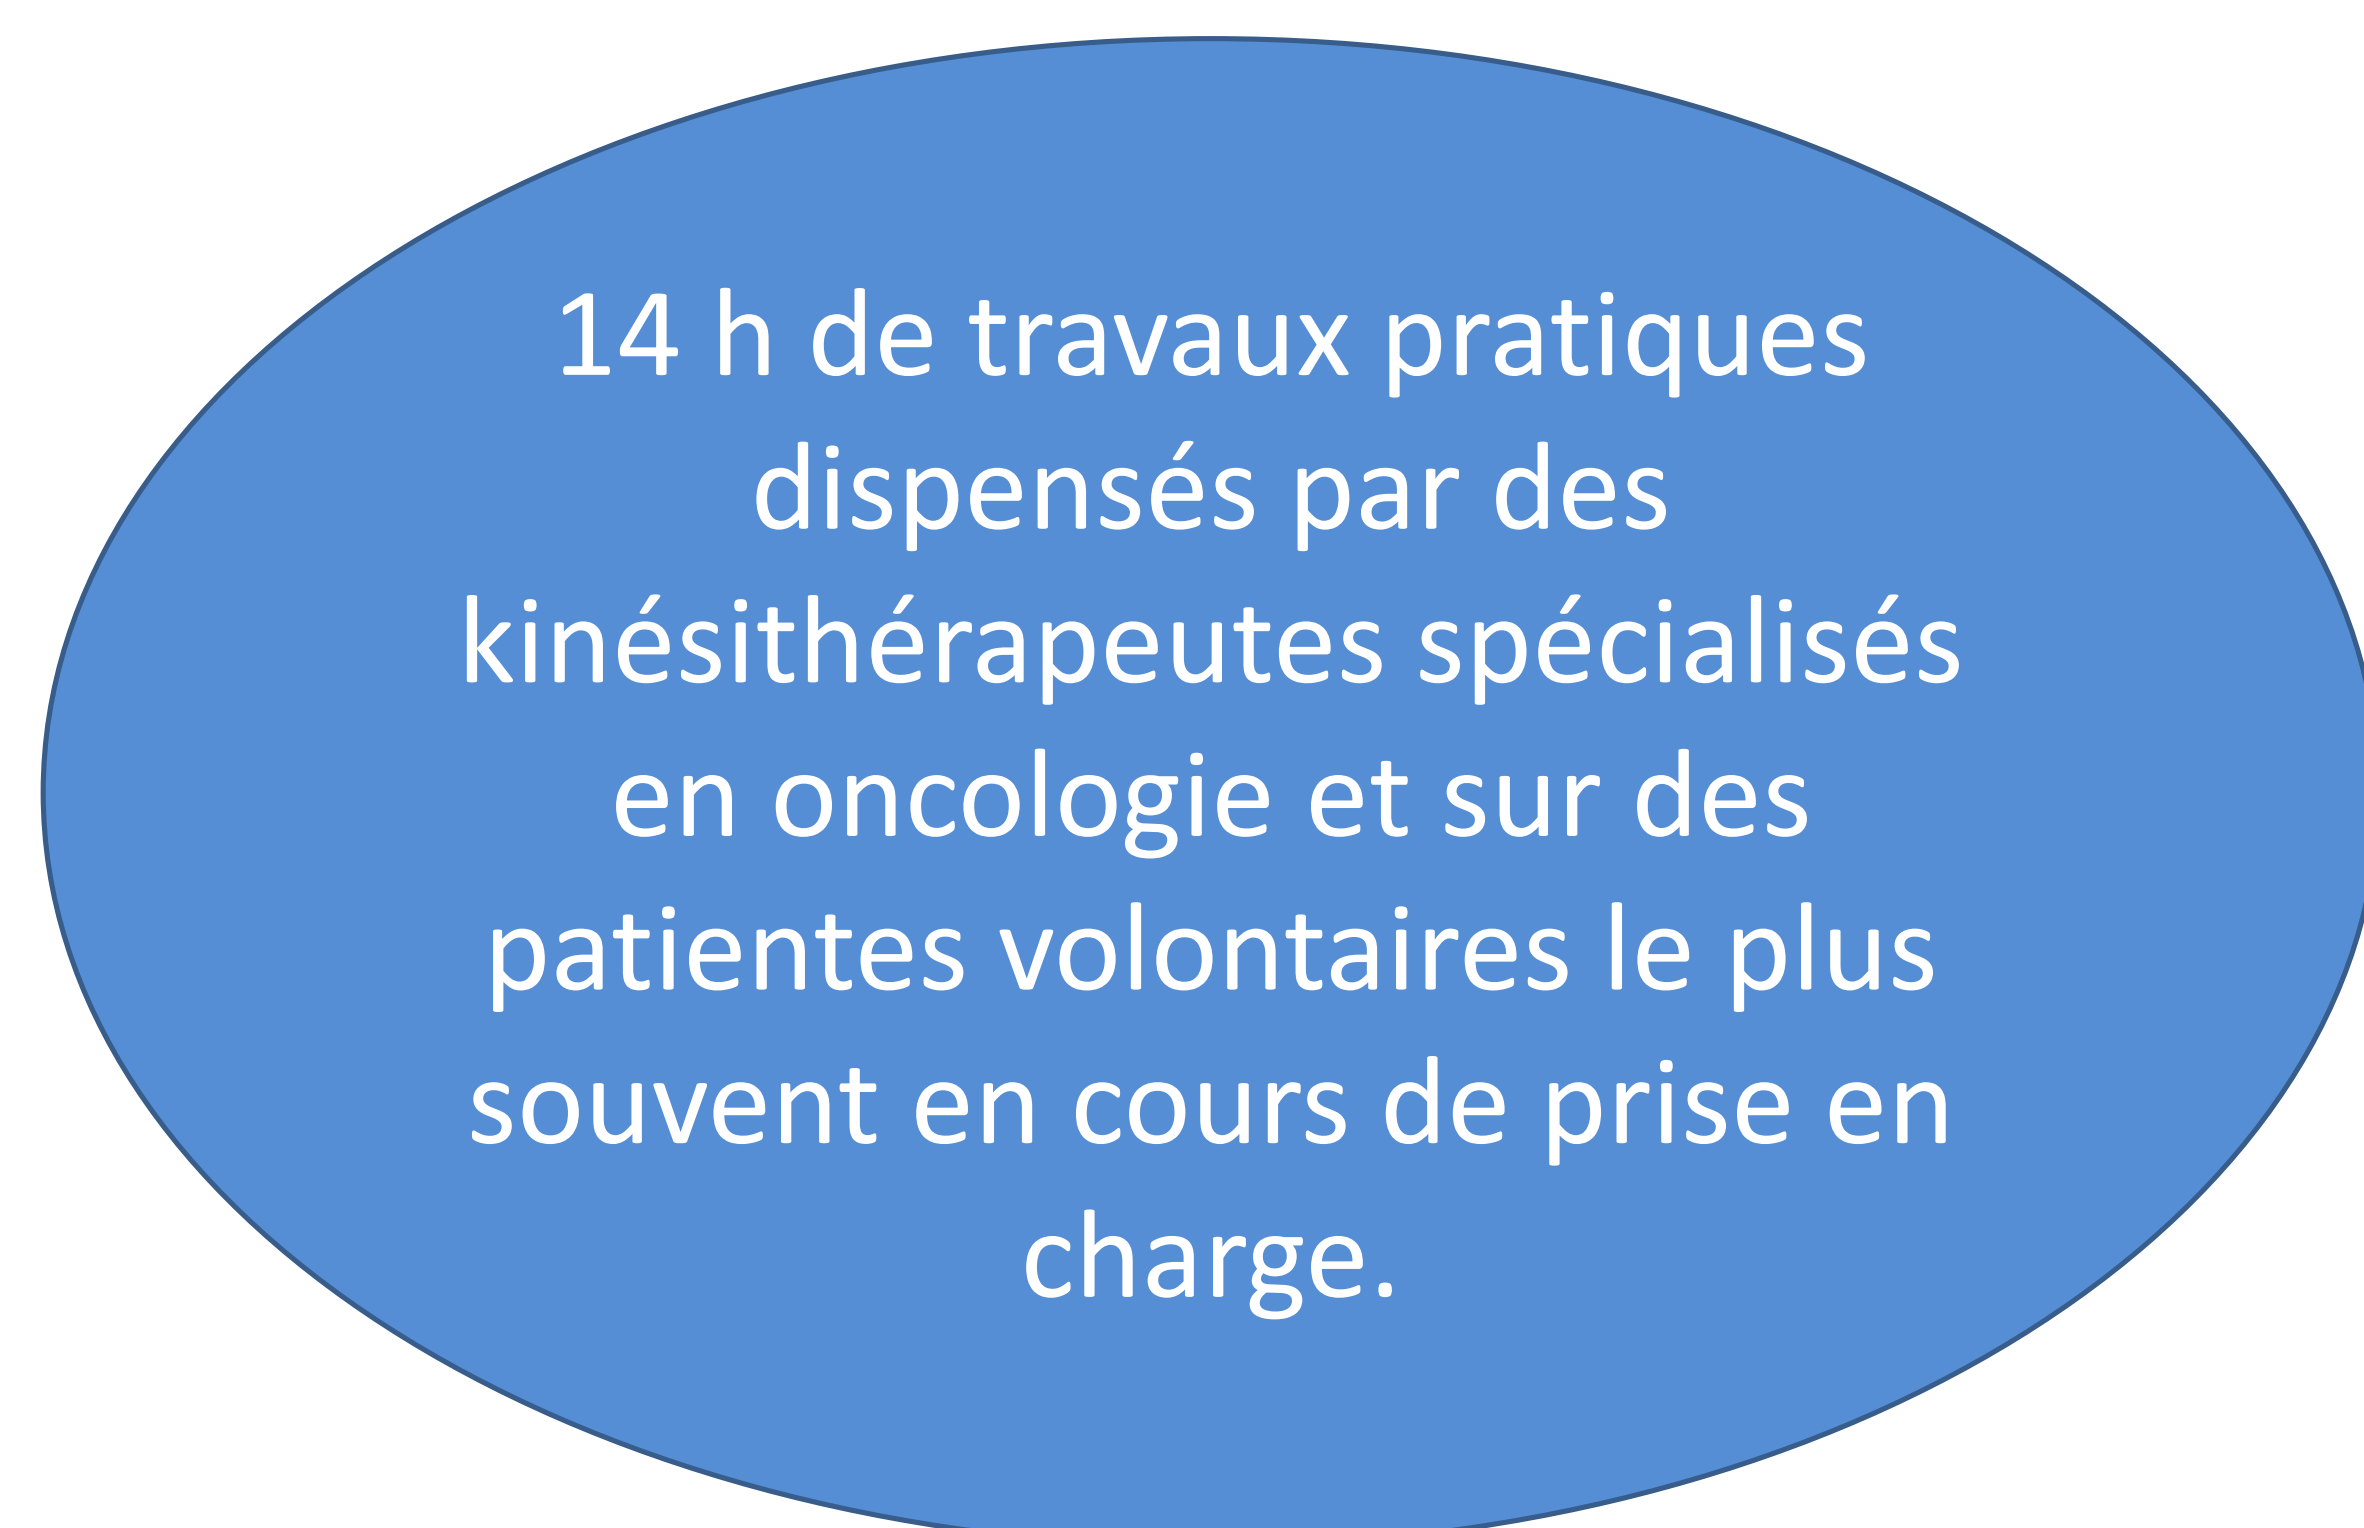 14 h de travaux pratiques
dispensés par des
kinésithérapeutes spécialisés
en oncologie et sur des
patientes volontaires le plus
souvent en cours de prise en
charge.